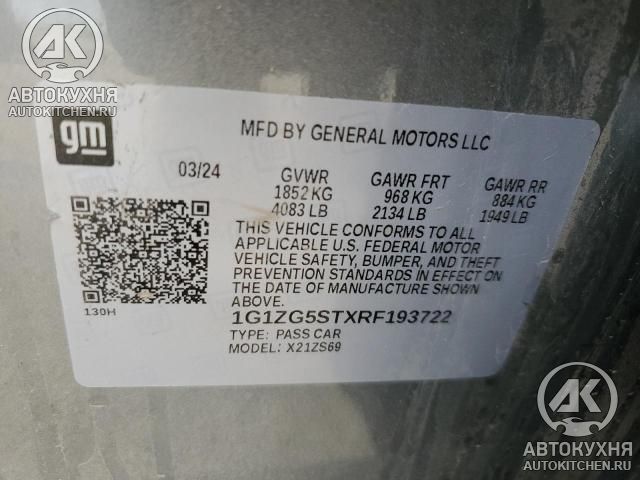 АВТОКУХНЯ
AUTOKITCHEN.RU
gm
MFD BY GENERAL MOTORS LLC
03/24 GVWR GAWR FRT GAWR RR
1852 KG 968 KG 884 KG
4083 LB 2134 LB 1949 LB
THIS VEHICLE CONFORMS TO ALL
APPLICABLE U.S. FEDERAL MOTOR
VEHICLE SAFETY, BUMPER, AND THEFT
PREVENTION STANDARDS IN EFFECT ON
THE DATE OF MANUFACTURE SHOWN
ABOVE.
130H
1G1ZG5STXRF193722
TYPE: PASS CAR
MODEL: X21ZS69
АК
АВТОКУХНЯ
AUTOKITCHEN.RU